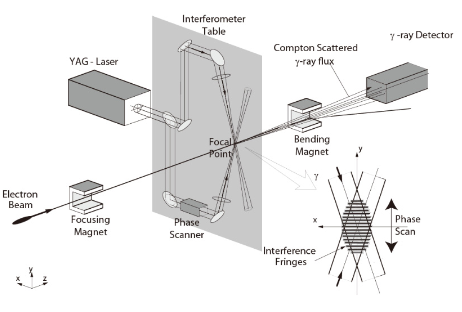 Interferometer
Table
γ -ray Detector
Compton Scattered
γ-ray flux
YAG - Laser
Focal
Point
Bending
Magnet
y
γ
Electron
Beam
Focusing
Magnet
Phase
Scanner
x
Phase
Scan
Interference
Fringes
y
x
z